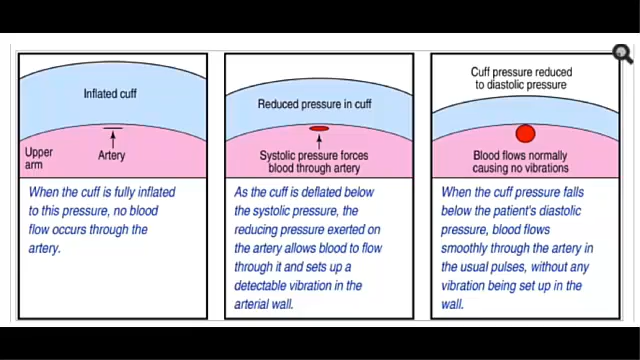 Inflated cuff
Upper
arm
Artery
When the cuff is fully inflated
to this pressure, no blood
flow occurs through the
artery.
Reduced pressure in cuff
Systolic pressure forces
blood through artery
As the cuff is deflated below
the systolic pressure, the
reducing pressure exerted on
the artery allows blood to flow
through it and sets up a
detectable vibration in the
arterial wall.
Cuff pressure reduced
to diastolic pressure
Blood flows normally
causing no vibrations
When the cuff pressure falls
below the patient's diastolic
pressure, blood flows
smoothly through the artery in
the usual pulses, without any
vibration being set up in the
wall.